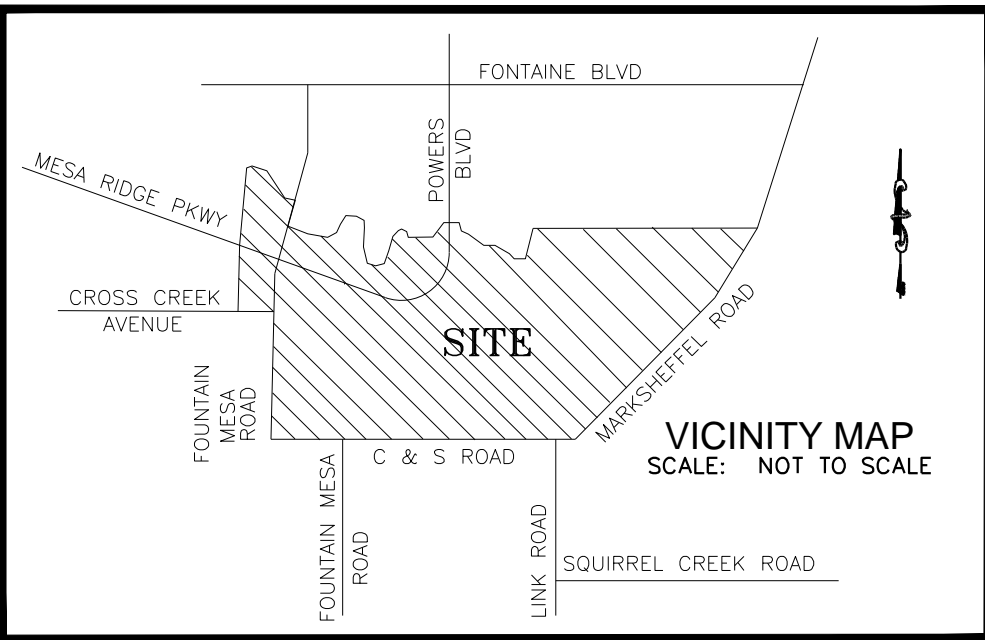 FONTAINE BLVD
POWERS
BLVD
MESA RIDGE PKWY
CROSS CREEK
AVENUE
SITE
MARKSHEFFEL ROAD
FOUNTAIN
MESA
ROAD
VICINITY MAP
SCALE: NOT TO SCALE
C & S ROAD
FOUNTAIN MESA
ROAD
LINK ROAD
SQUIRREL CREEK ROAD